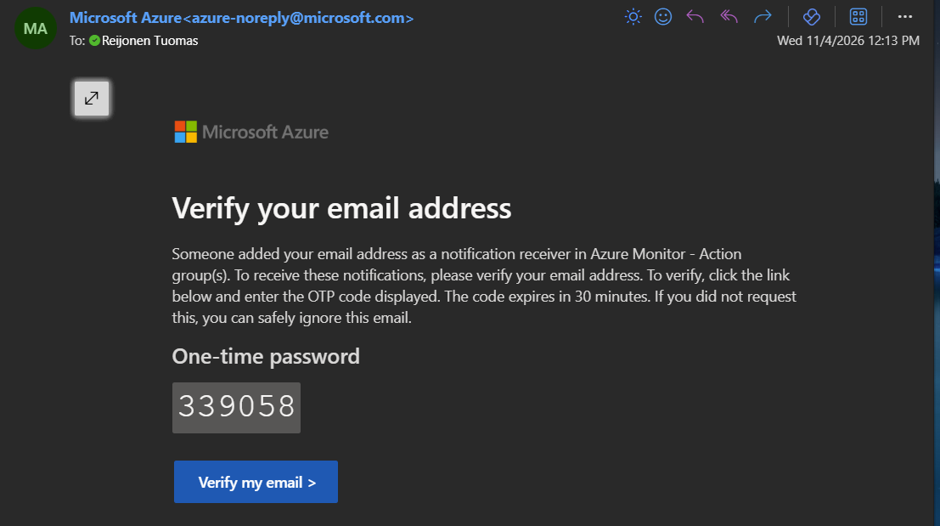 MA
Microsoft Azure<azure-noreply@microsoft.com>
To: Reijonen Tuomas
Wed 11/4/2026 12:13 PM
Microsoft Azure
Verify your email address
Someone added your email address as a notification receiver in Azure Monitor - Action
group(s). To receive these notifications, please verify your email address. To verify, click the link
below and enter the OTP code displayed. The code expires in 30 minutes. If you did not request
this, you can safely ignore this email.
One-time password
339058
Verify my email >